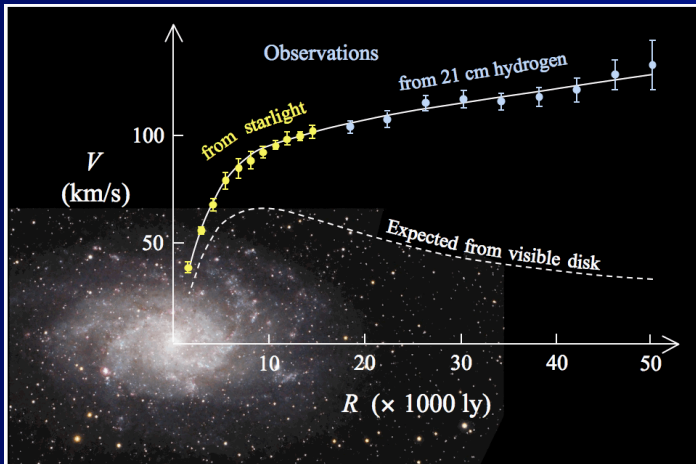 Observations
from 21 cm hydrogen
from starlight
100
V
(km/s)
50
Expected from visible disk
10 20 30 40 50
R (× 1000 ly)